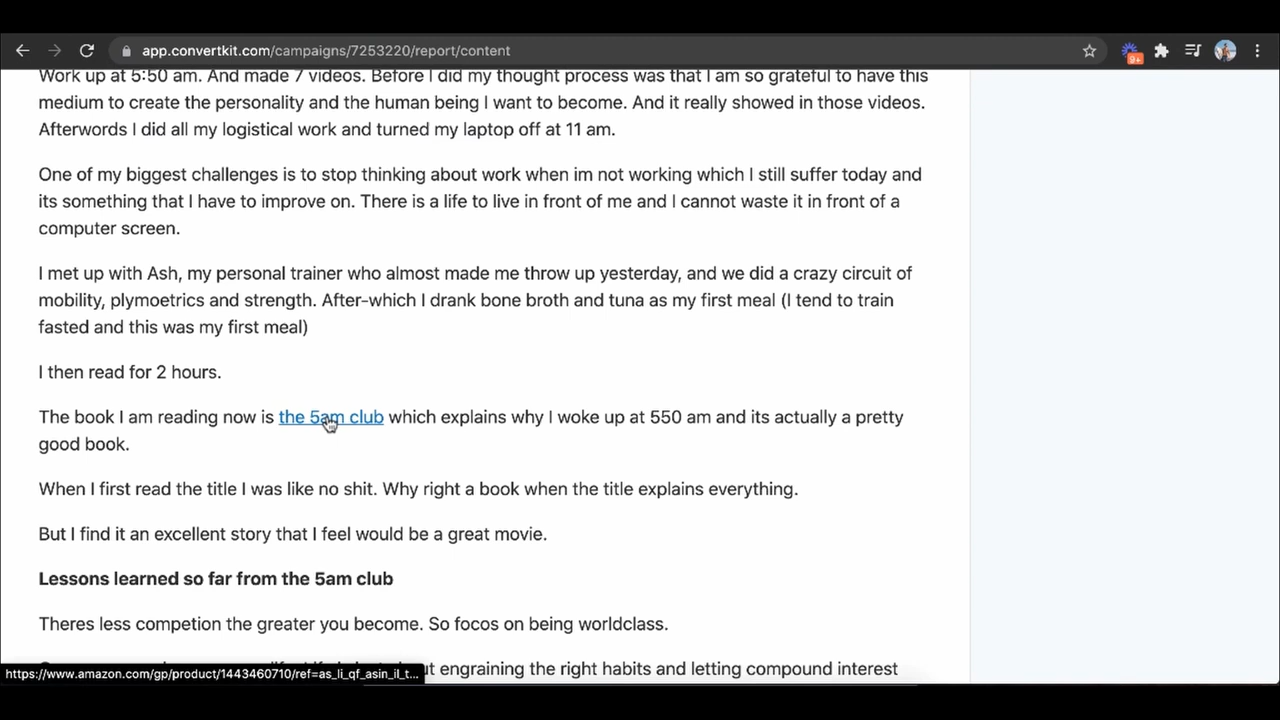 app.convertkit.com/campaigns/7253220/report/content
9+
Work up at 5:50 am. And made 7 videos. Before I did my thought process was that I am so grateful to have this
medium to create the personality and the human being I want to become. And it really showed in those videos.
Afterwords I did all my logistical work and turned my laptop off at 11 am.
One of my biggest challenges is to stop thinking about work when im not working which I still suffer today and
its something that I have to improve on. There is a life to live in front of me and I cannot waste it in front of a
computer screen.
I met up with Ash, my personal trainer who almost made me throw up yesterday, and we did a crazy circuit of
mobility, plymoetrics and strength. After-which I drank bone broth and tuna as my first meal (I tend to train
fasted and this was my first meal)
I then read for 2 hours.
The book I am reading now is the 5am club which explains why I woke up at 550 am and its actually a pretty
good book.
When I first read the title I was like no shit. Why right a book when the title explains everything.
But I find it an excellent story that I feel would be a great movie.
Lessons learned so far from the 5am club
Theres less competion the greater you become. So focos on being worldclass.
engraining the right habits and letting compound interest
https://www.amazon.com/gp/product/1443460710/ref=as_li_qf_asin_il_t...